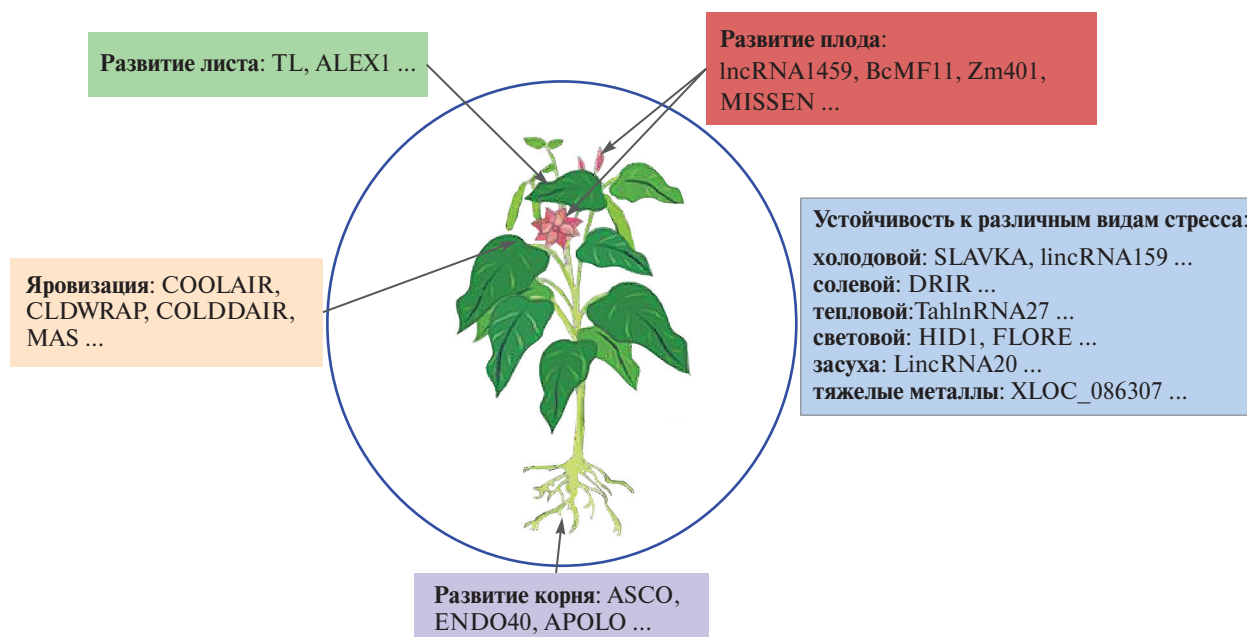 Развитие листа: TL, ALEX1 ...
Развитие плода:
lncRNA1459, BcMF11, Zm401,
MISSEN ...
Устойчивость к различным видам стресса:
холодовой: SLAVKA, lincRNA159 ...
солевой: DRIR ...
тепловой:TahlnRNA27 ...
световой: HID1, FLORE ...
засуха: LincRNA20 ...
тяжелые металлы: XLOC_086307 ...
Яровизация: COOLAIR,
CLDWRAP, COLDDAIR,
MAS ...
Развитие корня: ASCO,
ENDO40, APOLO ...